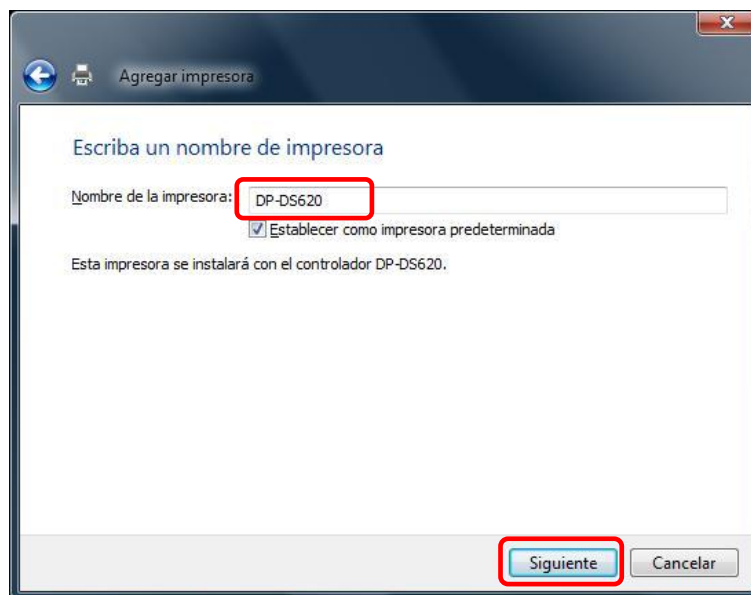 Agregar impresora
Escriba un nombre de impresora
Nombre de la impresora: DP-DS620
Establecer como impresora predeterminada
Esta impresora se instalará con el controlador DP-DS620.
Siguiente Cancelar